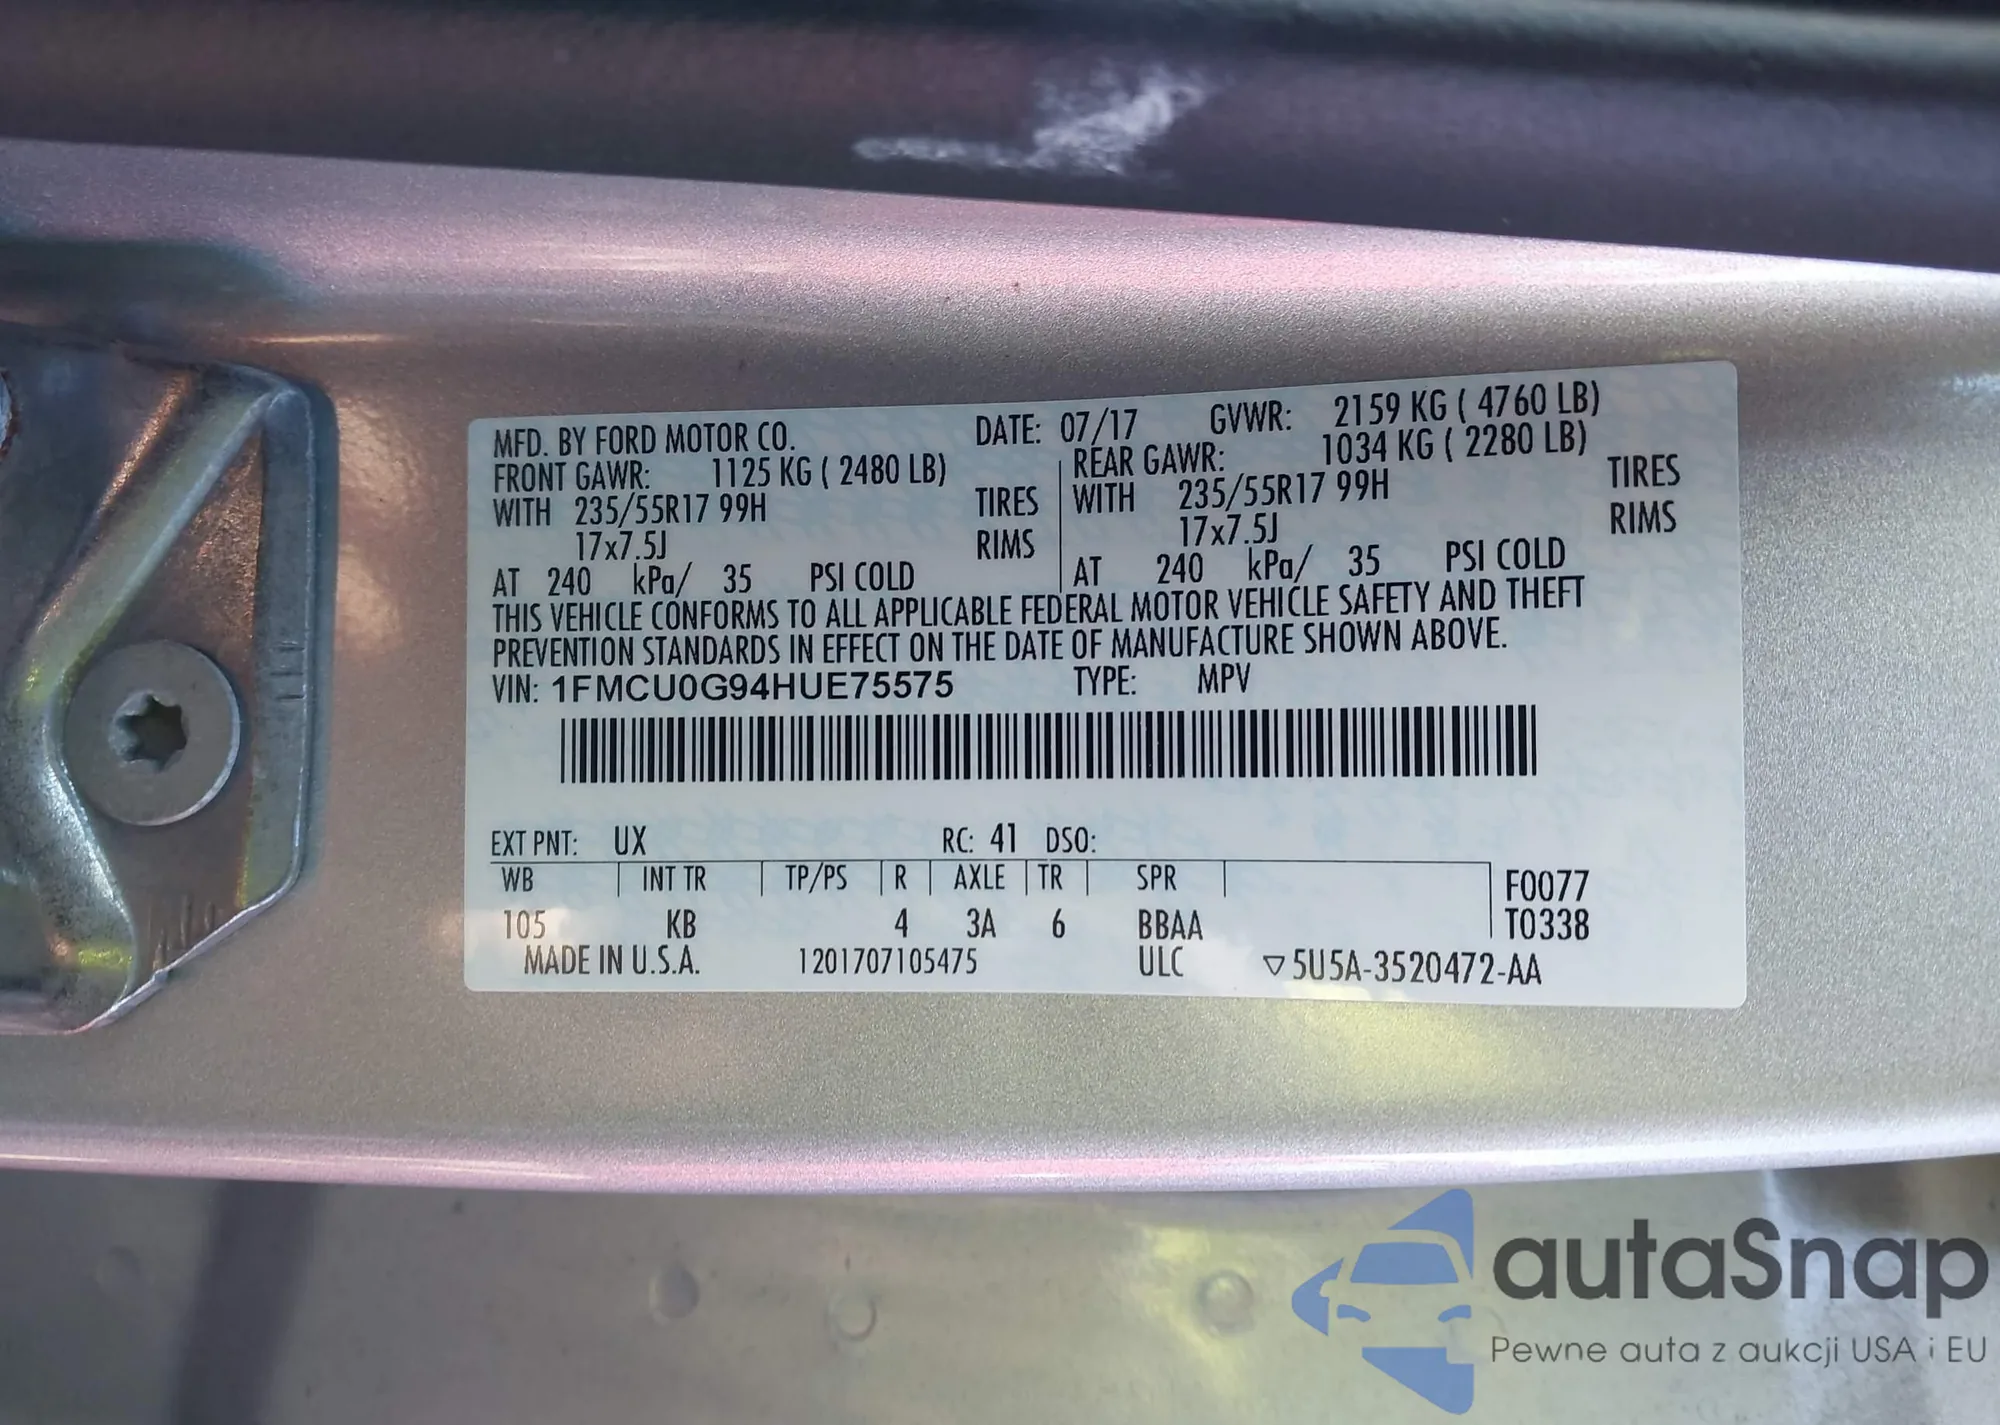 MFD. BY FORD MOTOR CO. DATE: 07/17 GVWR: 2159 KG ( 4760 LB)
FRONT GAWR: 1125 KG ( 2480 LB) REAR GAWR: 1034 KG ( 2280 LB)
WITH 235/55R17 99H TIRES WITH 235/55R17 99H TIRES
17x7.5J RIMS 17x7.5J RIMS
AT 240 kPa/ 35 PSI COLD AT 240 kPa/ 35 PSI COLD
THIS VEHICLE CONFORMS TO ALL APPLICABLE FEDERAL MOTOR VEHICLE SAFETY AND THEFT
PREVENTION STANDARDS IN EFFECT ON THE DATE OF MANUFACTURE SHOWN ABOVE.
VIN: 1FMCU0G94HUE75575 TYPE: MPV
EXT PNT: UX RC: 41 DSO:
WB INT TR TP/PS R AXLE TR SPR F0077
105 KB 4 3A 6 BBAA T0338
MADE IN U.S.A. 1201707105475 ULC ▽5U5A-3520472-AA
autaSnap
Pewne auta z aukcji USA i EU